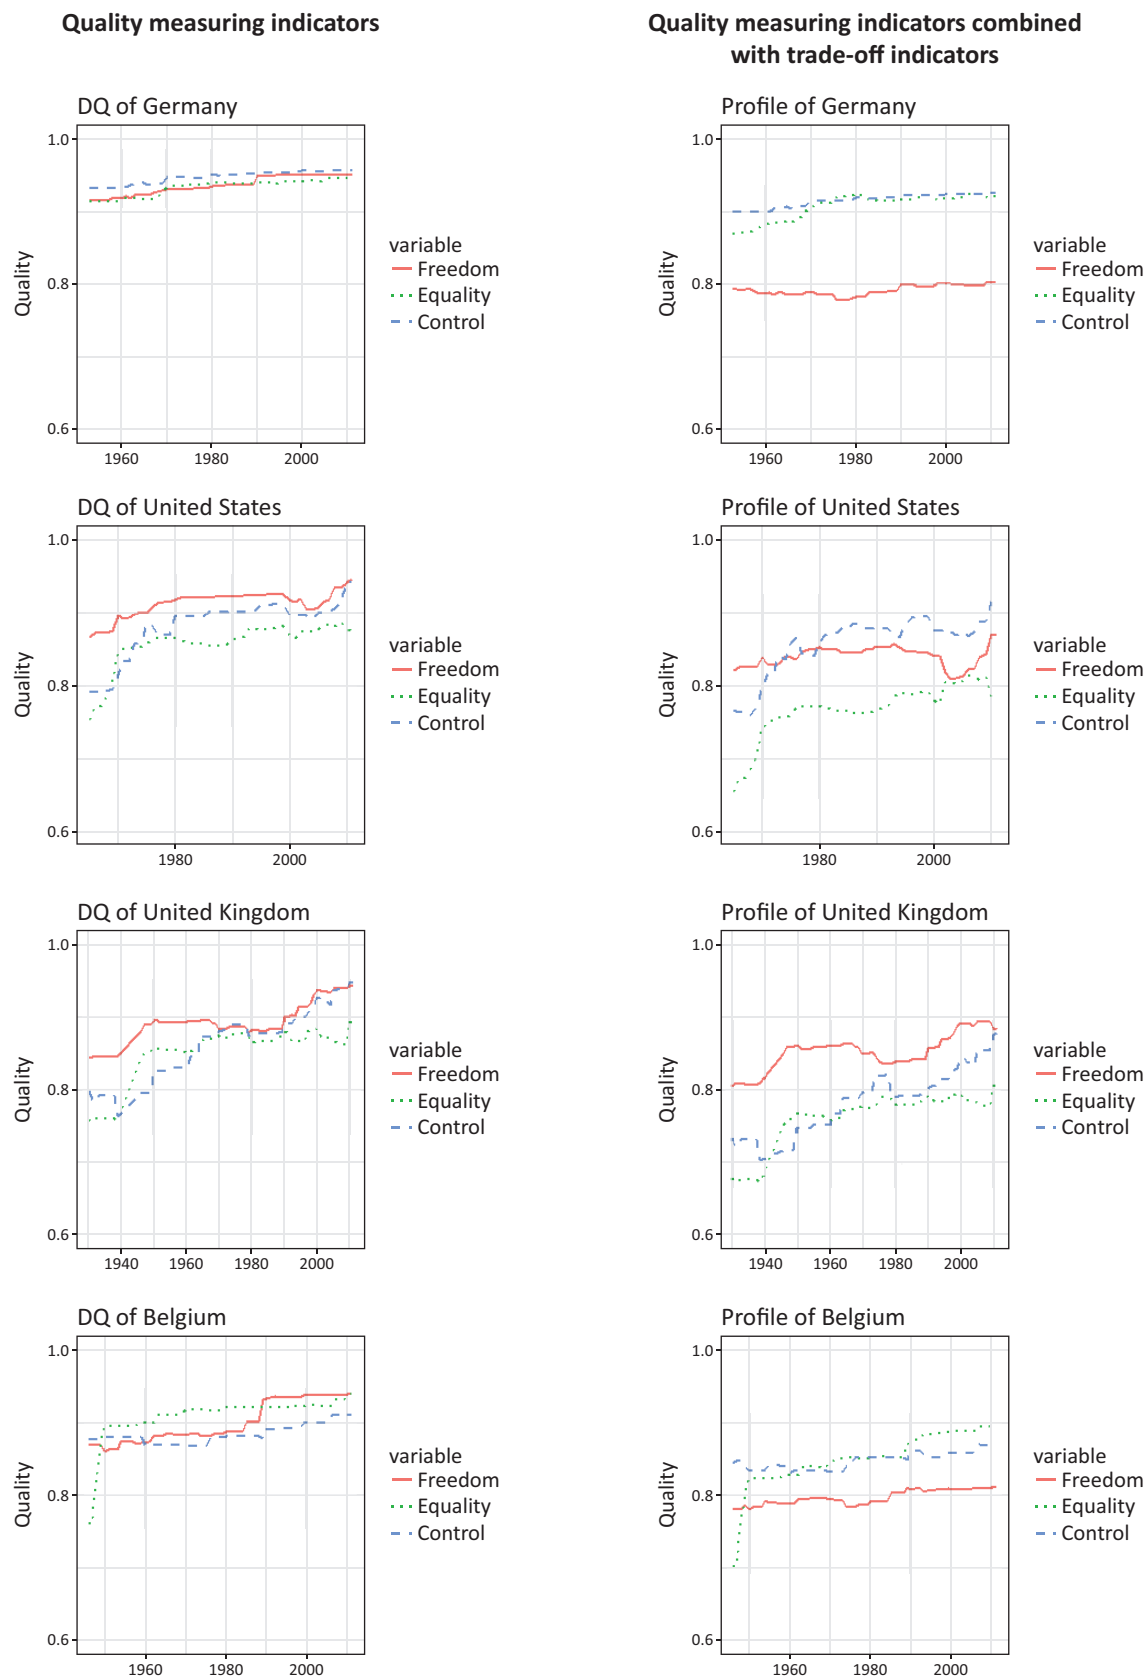 Quality measuring indicators
Quality measuring indicators combined
with trade-off indicators
DQ of Germany
1.0
0.8
0.6
Quality
1960
1980
2000
variable
Freedom
Equality
Control
Profile of Germany
1.0
0.8
0.6
Quality
1960
1980
2000
variable
Freedom
Equality
Control
DQ of United States
1.0
0.8
0.6
Quality
1980
2000
variable
Freedom
Equality
Control
Profile of United States
1.0
0.8
0.6
Quality
1980
2000
variable
Freedom
Equality
Control
DQ of United Kingdom
1.0
0.8
0.6
Quality
1940
1960
1980
2000
variable
Freedom
Equality
Control
Profile of United Kingdom
1.0
0.8
0.6
Quality
1940
1960
1980
2000
variable
Freedom
Equality
Control
DQ of Belgium
1.0
0.8
0.6
Quality
1960
1980
2000
variable
Freedom
Equality
Control
Profile of Belgium
1.0
0.8
0.6
Quality
1960
1980
2000
variable
Freedom
Equality
Control